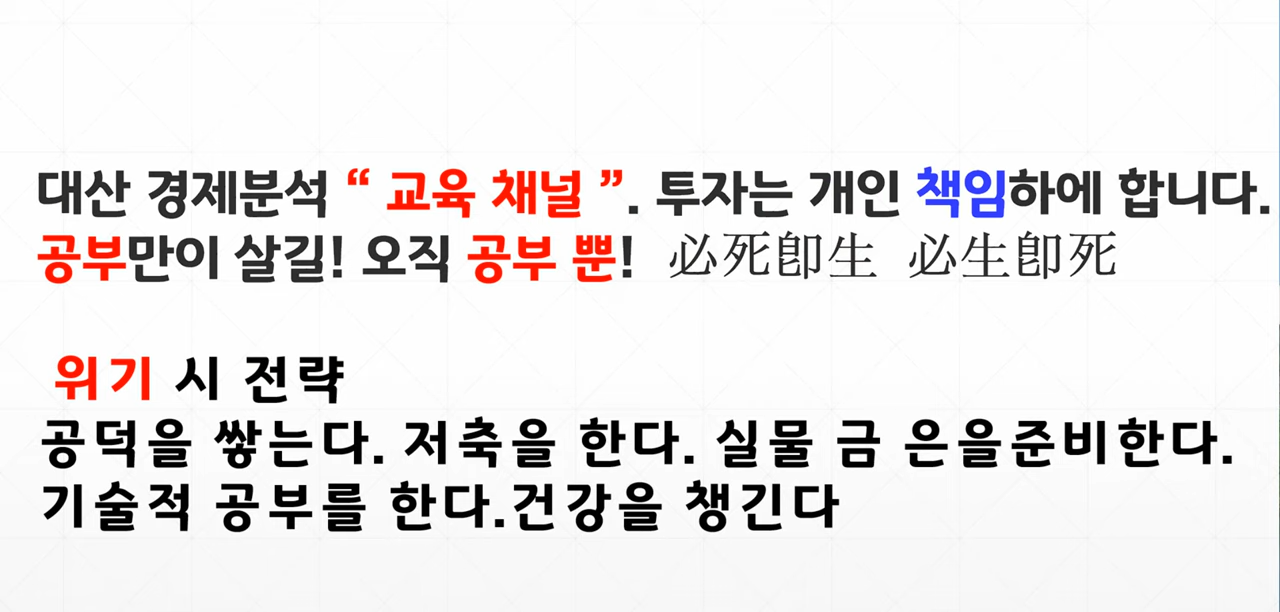 대산 경제분석 “ 교육 채널 ”. 투자는 개인 책임하에 합니다.
공부만이 살길! 오직 공부 뿐! 必死卽生 必生卽死
위기 시 전략
공덕을 쌓는다. 저축을 한다. 실물 금 은을준비한다.
기술적 공부를 한다.건강을 챙긴다